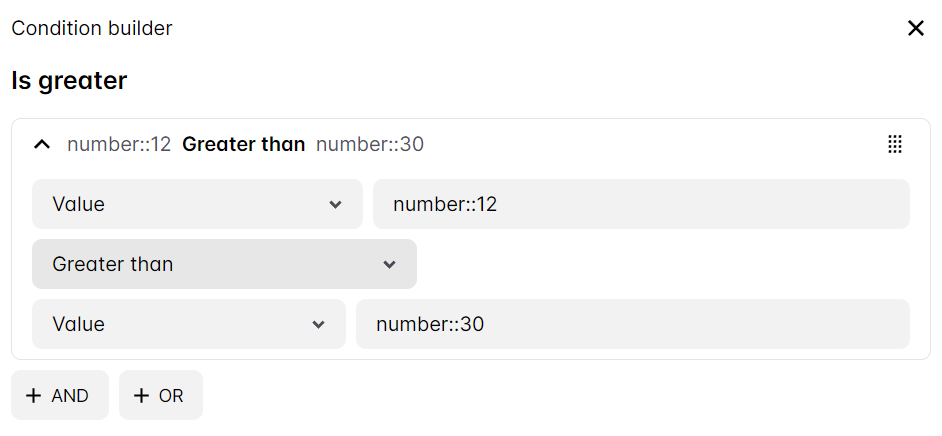 Condition builder
Is greater
number::12 Greater than number::30
Value number::12
Greater than
Value number::30
+ AND + OR